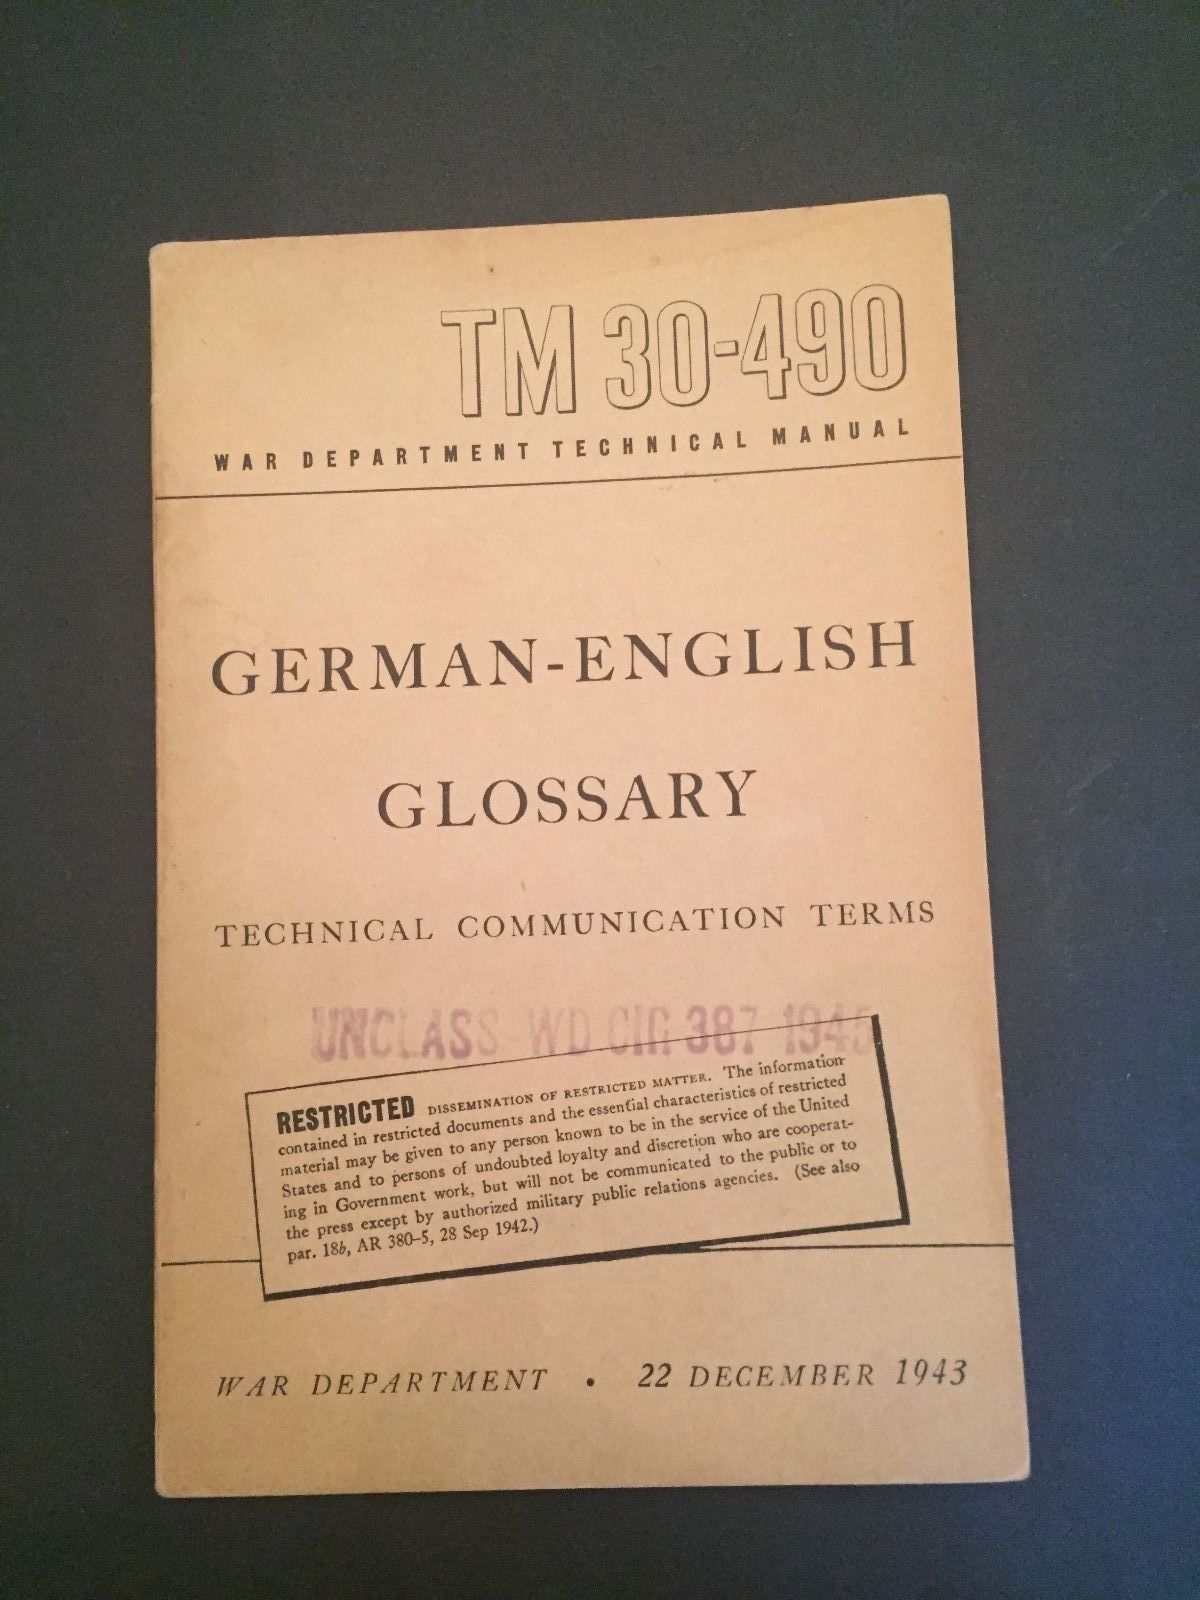 TM 30-490
WAR DEPARTMENT TECHNICAL MANUAL
GERMAN-ENGLISH
GLOSSARY
TECHNICAL COMMUNICATION TERMS
UNCLASS WD CIR 387 1945
RESTRICTED DISSEMINATION OF RESTRICTED MATTER. The information
contained in restricted documents and the essential characteristics of restricted
material may be given to any person known to be in the service of the United
States and to persons of undoubted loyalty and discretion who are cooperat-
ing in Government work, but will not be communicated to the public or to
the press except by authorized military public relations agencies. (See also
par. 18b, AR 380-5, 28 Sep 1942.)
WAR DEPARTMENT • 22 DECEMBER 1943